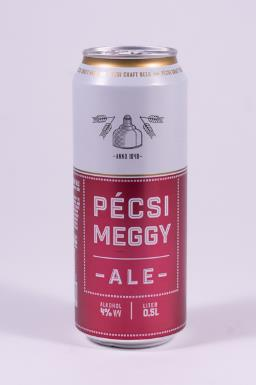 CRAFT BEER
–ANNO 1848–
PÉCSI
MEGGY
–ALE–
ALKOHOL
4% V/V
LITER
0.5L